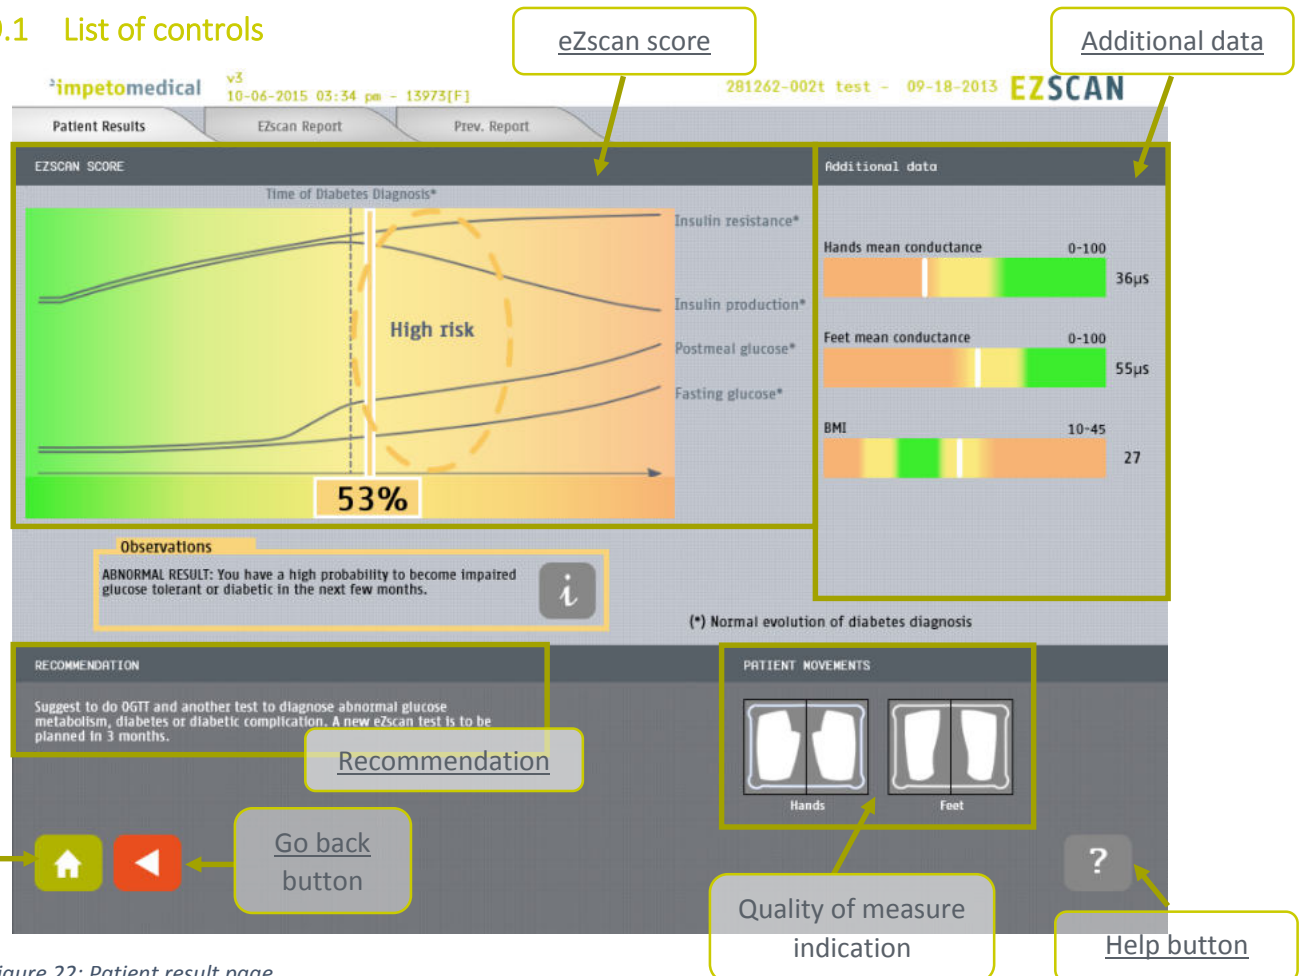 9.1 List of controls
eZscan score
Additional data
impetomedical
v3
10-06-2015 03:34 pm - 13973[F]
281262-002t test - 09-18-2013
EZSCAN
Patient Results
EZscan Report
Prev. Report
EZSCAN SCORE
Additional data
Time of Diabetes Diagnosis*
Insulin resistance*
Insulin production*
Postmeal glucose*
Fasting glucose*
High risk
53%
Hands mean conductance 0-100
36µs
Feet mean conductance 0-100
55µs
BMI 10-45
27
Observations
ABNORMAL RESULT: You have a high probability to become impaired
glucose tolerant or diabetic in the next few months.
i
(*) Normal evolution of diabetes diagnosis
RECOMMENDATION
Suggest to do OGTT and another test to diagnose abnormal glucose
metabolism, diabetes or diabetic complication. A new eZscan test is to be
planned in 3 months.
Recommendation
PATIENT MOVEMENTS
Hands
Feet
Go back
button
?
Quality of measure
indication
Help button
Figure 22: Patient result page